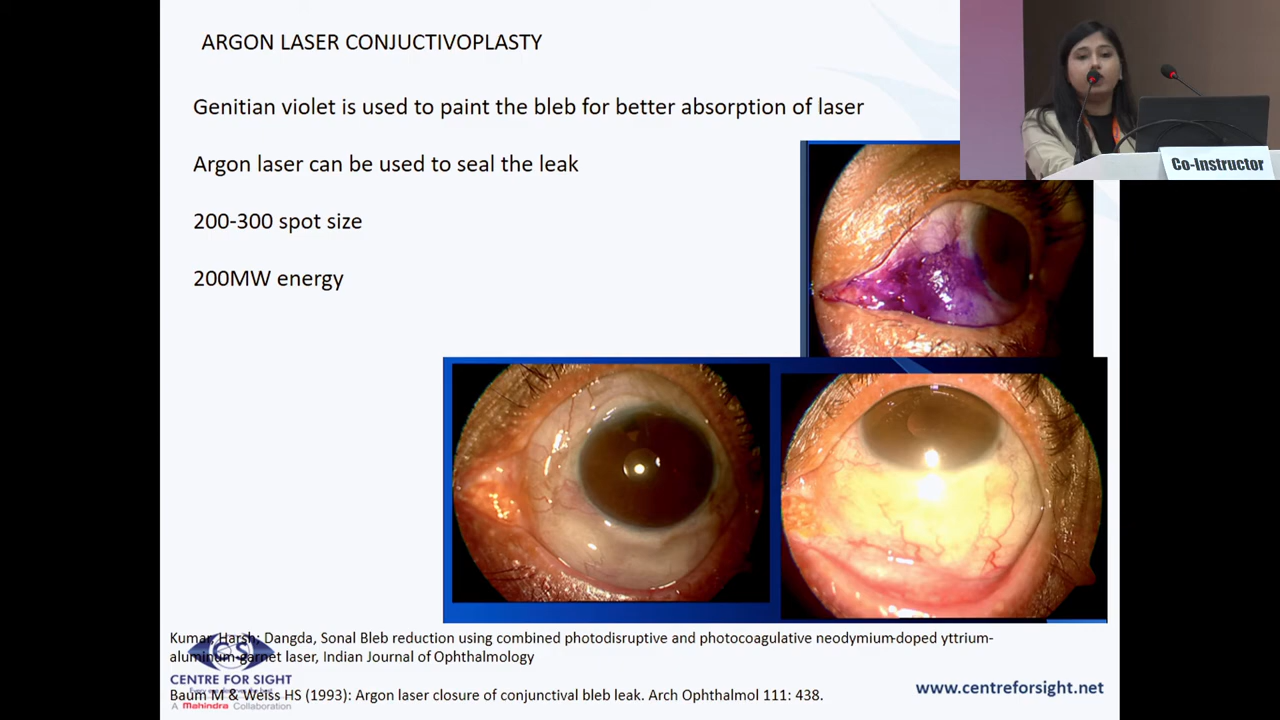 ARGON LASER CONJUCTIVOPLASTY
Genitian violet is used to paint the bleb for better absorption of laser
Argon laser can be used to seal the leak
200-300 spot size
200MW energy
Co-Instructor
Kumar, Harsh; Dangda, Sonal Bleb reduction using combined photodisruptive and photocoagulative neodymium-doped yttrium-
aluminum-garnet laser, Indian Journal of Ophthalmology
CENTRE FOR SIGHT
Baum M & Weiss HS (1993): Argon laser closure of conjunctival bleb leak. Arch Ophthalmol 111: 438.
A Mahindra Collaboration
www.centreforsight.net